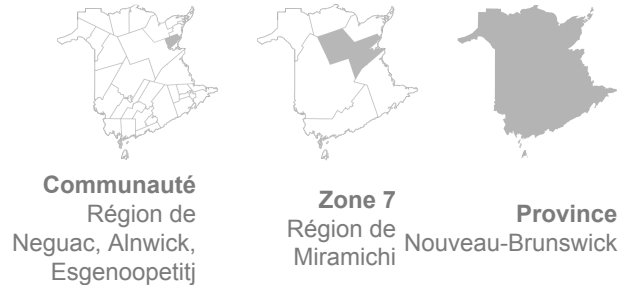 Communauté
Région de
Neguac, Alnwick,
Esgenoopetitj
Zone 7
Région de
Miramichi
Province
Nouveau-Brunswick